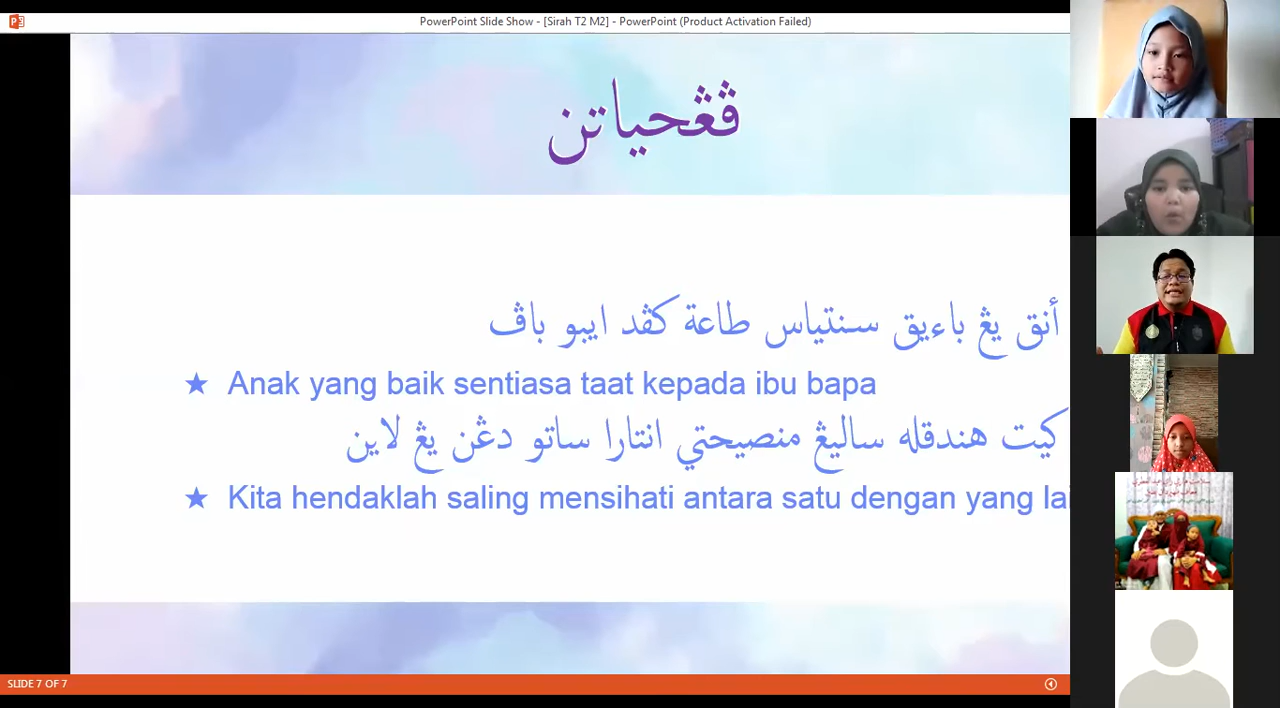 PowerPoint Slide Show - [Sirah T2 M2] - PowerPoint (Product Activation Failed)
ڤڠحياتن
أنق يڠ باءيق سنتياس طاعة كڤد ايبو باڤ
★ Anak yang baik sentiasa taat kepada ibu bapa
كيت هندقله ساليڠ منصيحتي انتارا ساتو دڠن يڠ لاين
★ Kita hendaklah saling mensihati antara satu dengan yang lai
SLIDE 7 OF 7